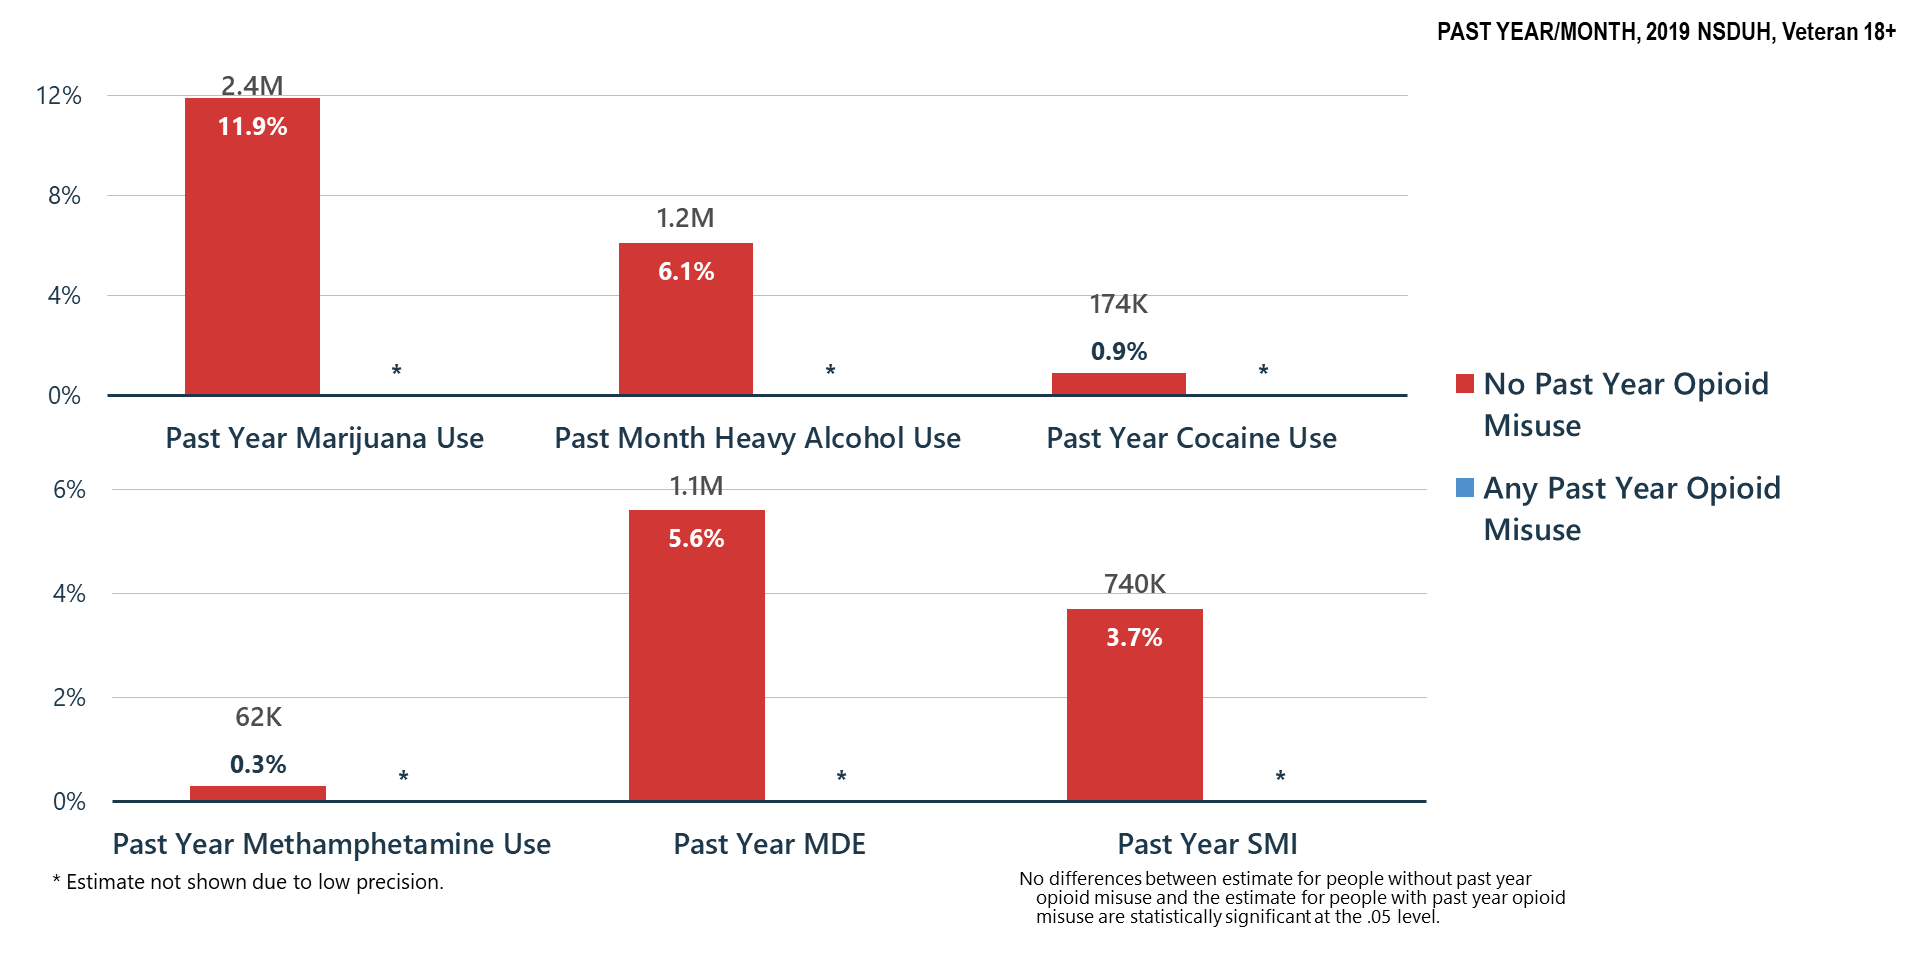 PAST YEAR/MONTH, 2019 NSDUH, Veteran 18+
12%
8%
4%
0%
2.4M
11.9%
*
1.2M
6.1%
*
174K
0.9%
*
Past Year Marijuana Use
Past Month Heavy Alcohol Use
Past Year Cocaine Use
No Past Year Opioid
Misuse
Any Past Year Opioid
Misuse
6%
4%
2%
0%
62K
0.3%
*
1.1M
5.6%
*
740K
3.7%
*
Past Year Methamphetamine Use
Past Year MDE
Past Year SMI
* Estimate not shown due to low precision.
No differences between estimate for people without past year
opioid misuse and the estimate for people with past year opioid
misuse are statistically significant at the .05 level.